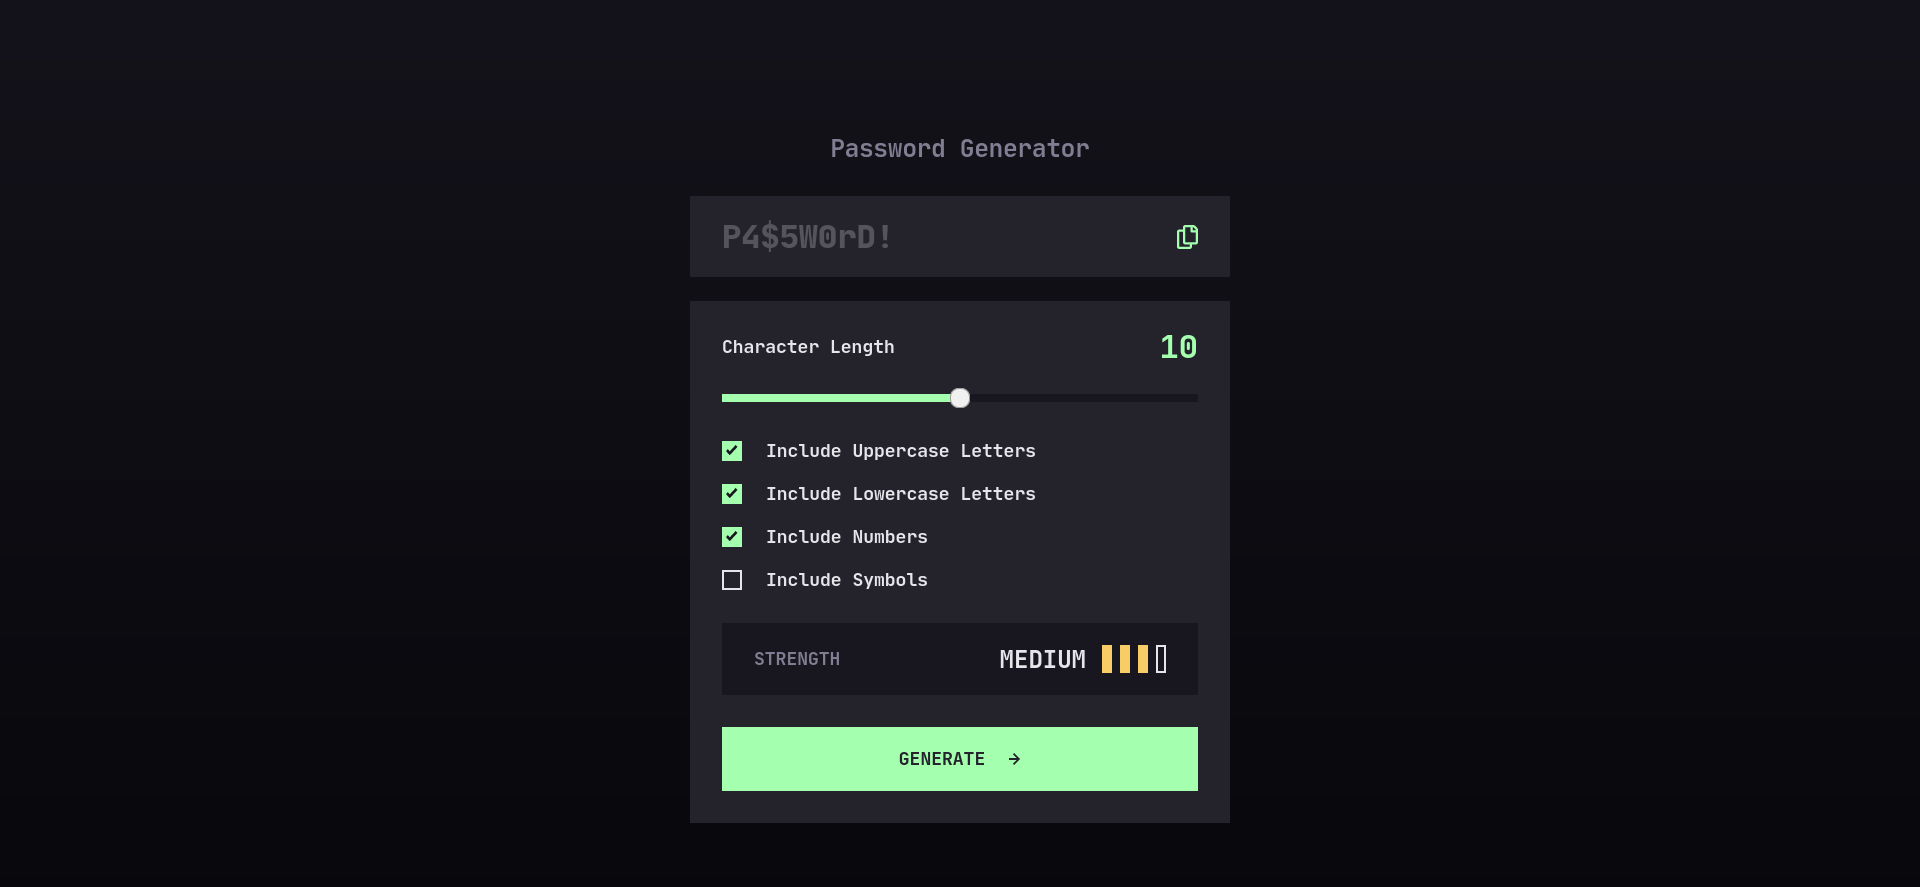 Password Generator
P4$5W0rD!
Character Length 10
Include Uppercase Letters
Include Lowercase Letters
Include Numbers
Include Symbols
STRENGTH MEDIUM
GENERATE →